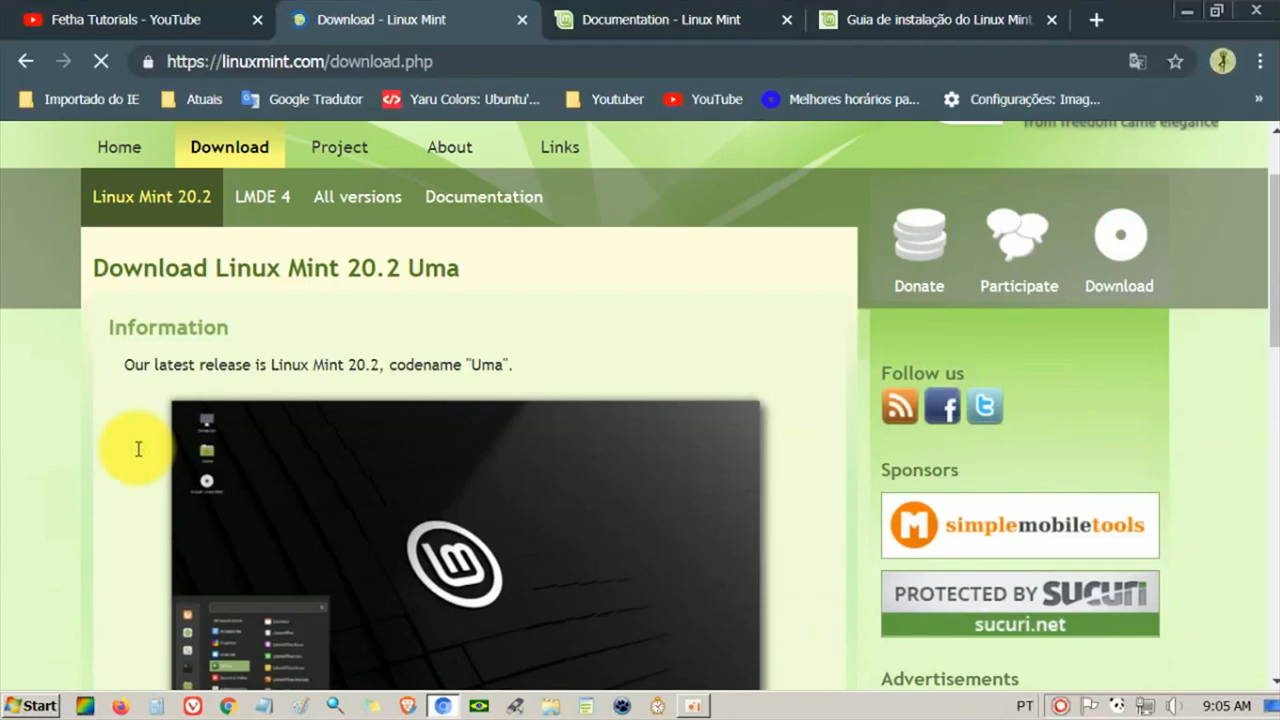 Fetha Tutorials - YouTube
Download - Linux Mint
Documentation - Linux Mint
Guia de instalação do Linux Mint
https://linuxmint.com/download.php
Importado do IE
Atuais
Google Tradutor
Yaru Colors: Ubuntu'...
Youtuber
YouTube
Melhores horários pa...
Configurações: Imag...
»
from freedom came elegance
Home
Download
Project
About
Links
Linux Mint 20.2
LMDE 4
All versions
Documentation
Donate
Participate
Download
Download Linux Mint 20.2 Uma
Information
Our latest release is Linux Mint 20.2, codename "Uma".
Follow us
Sponsors
simplemobiletools
PROTECTED BY SUCURI
sucuri.net
Advertisements
Start
PT
9:05 AM